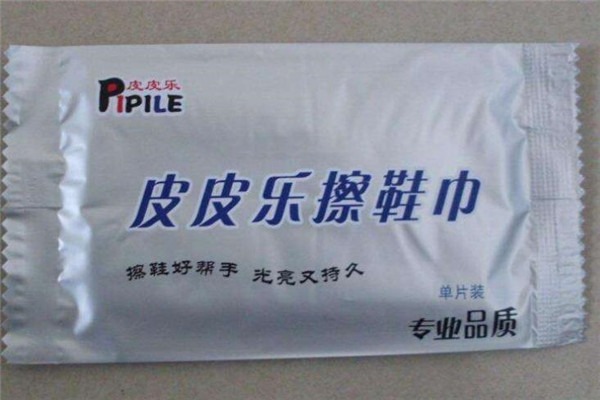 皮皮乐
PIPILE
皮皮乐擦鞋巾
擦鞋好帮手 光亮又持久
单片装
专业品质